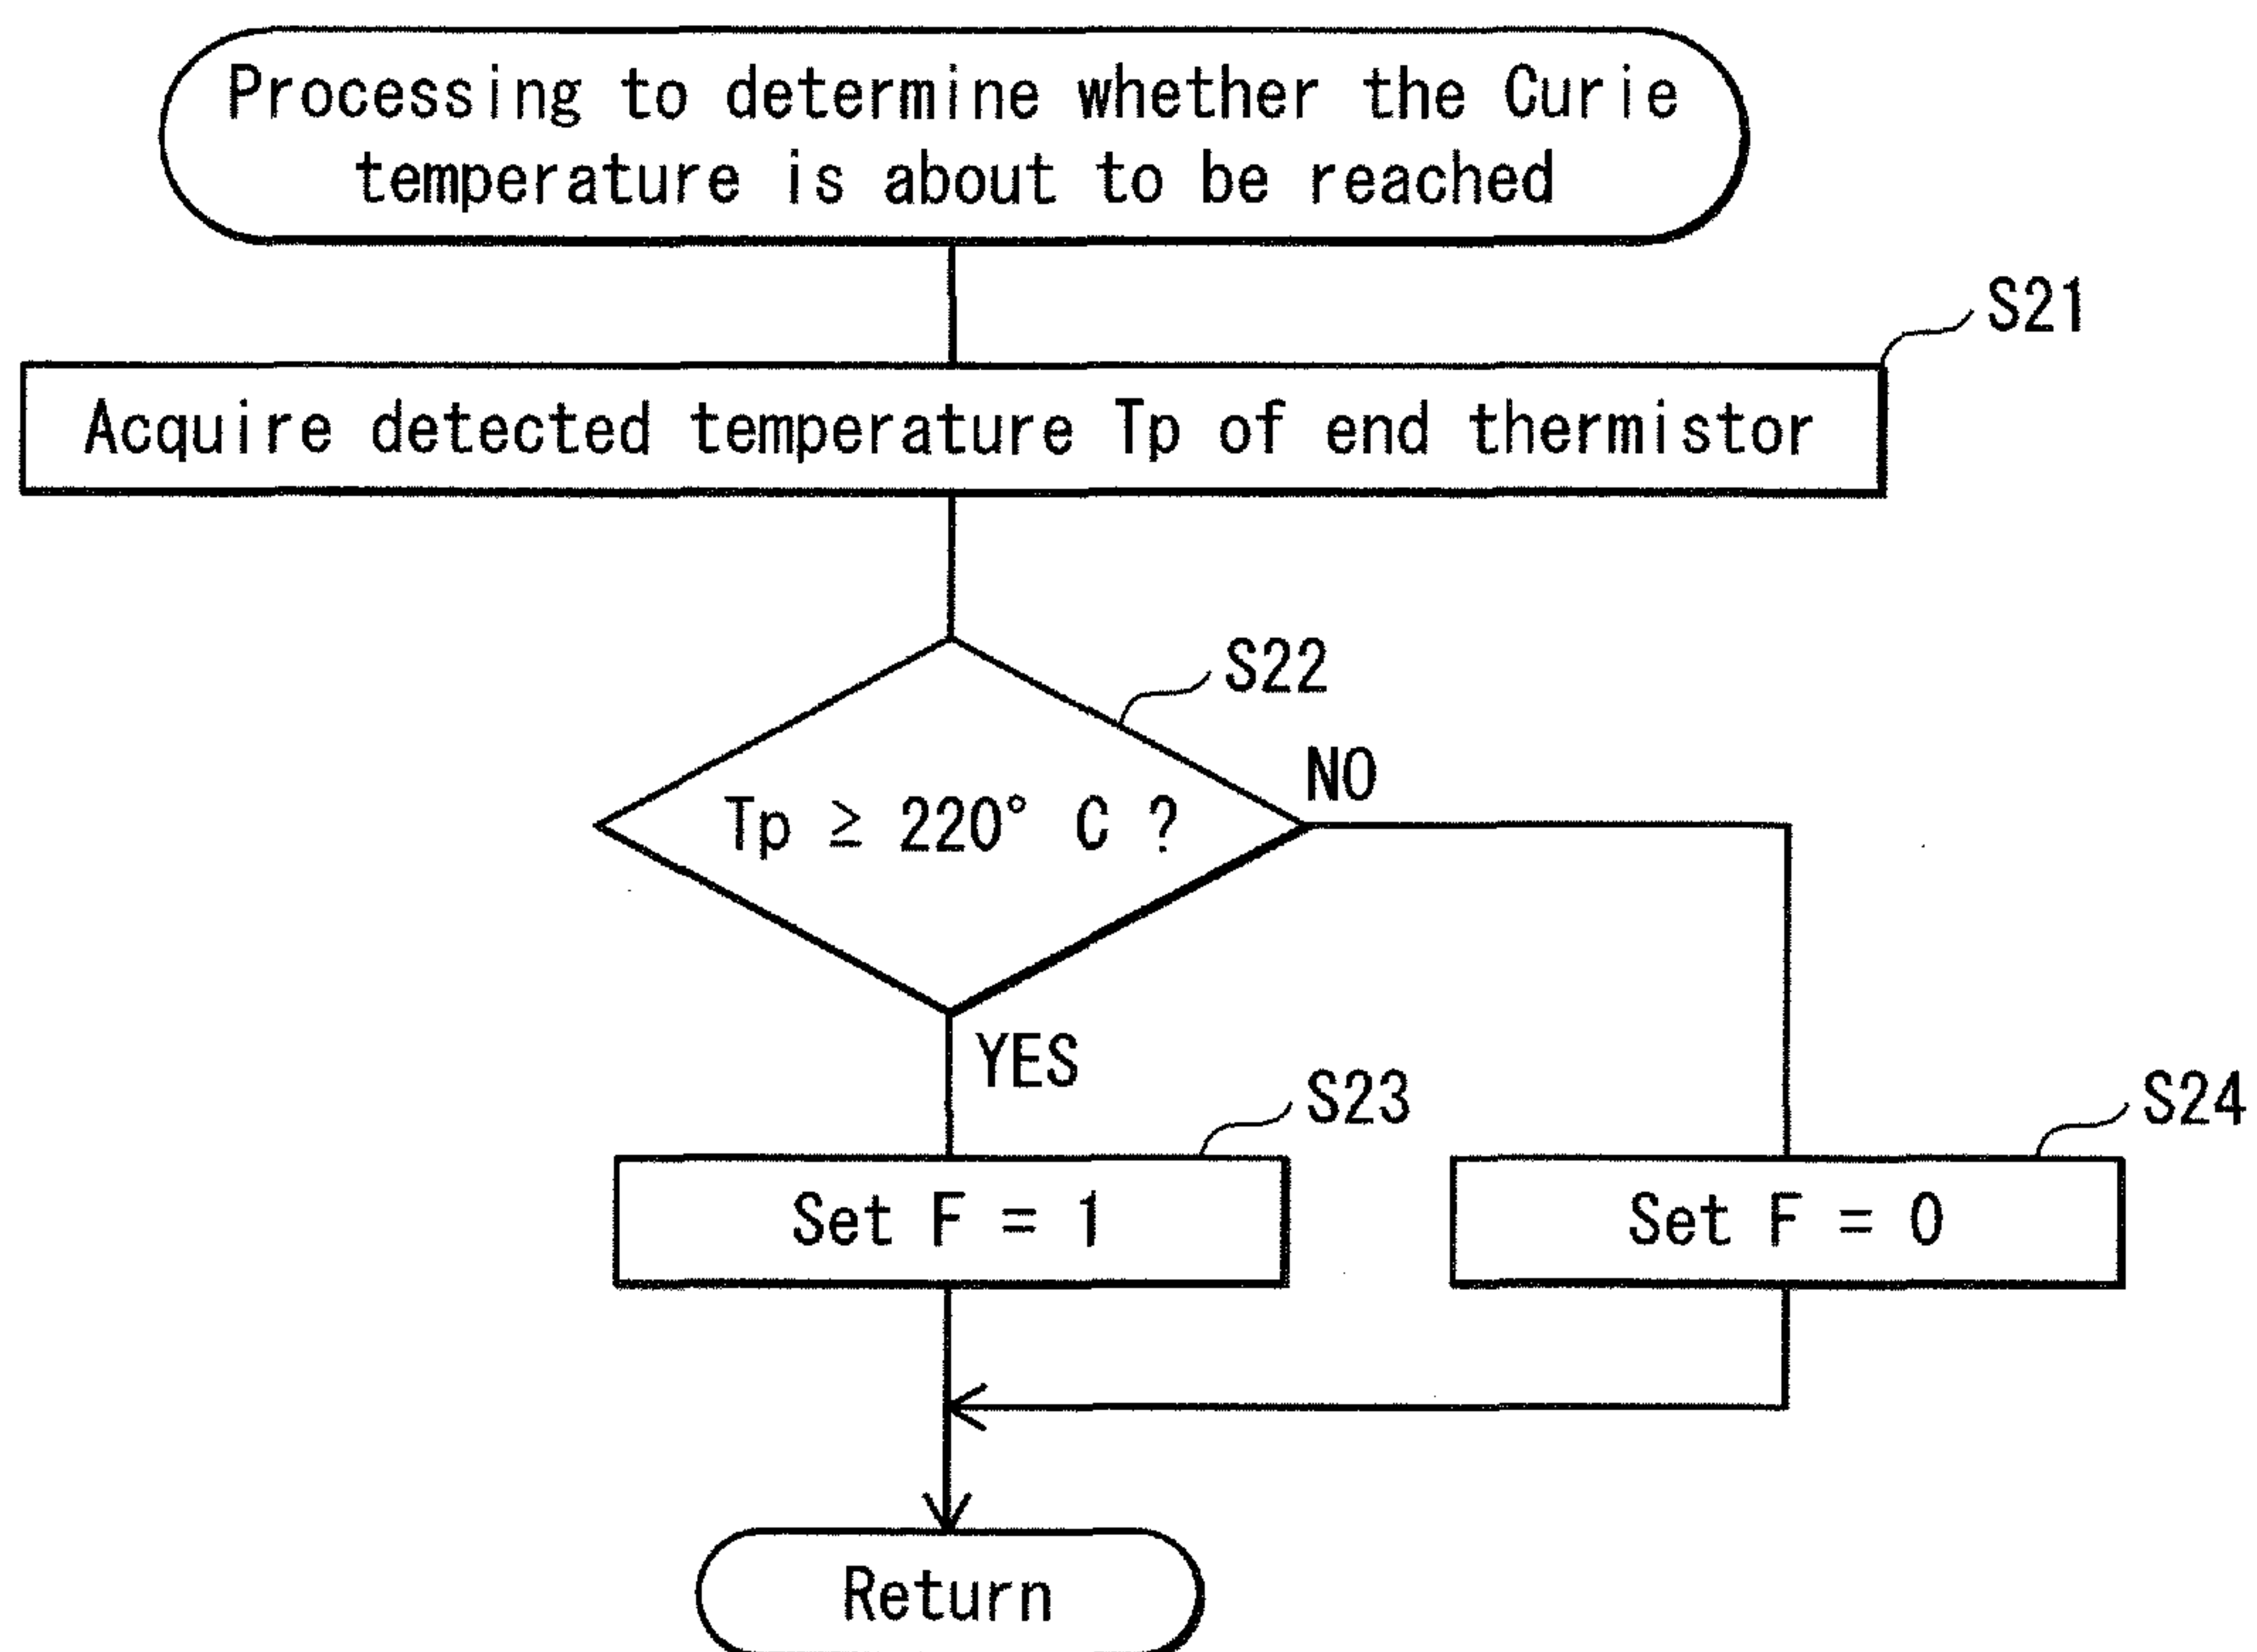 Processing to determine whether the Curie
temperature is about to be reached
S21
Acquire detected temperature Tp of end thermistor
S22
NO
Tp ≧ 220° C ?
YES
S23
S24
Set F = 1
Set F = 0
Return